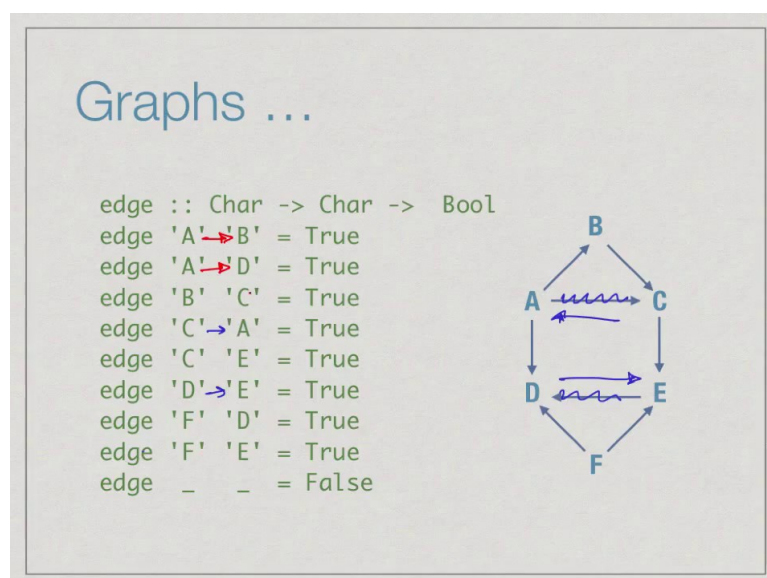 Graphs ...
edge :: Char -> Char -> Bool
edge 'A' 'B' = True
edge 'A' 'D' = True
edge 'B' 'C' = True
edge 'C' 'A' = True
edge 'C' 'E' = True
edge 'D' 'E' = True
edge 'F' 'D' = True
edge 'F' 'E' = True
edge _ _ = False
B
A C
D E
F